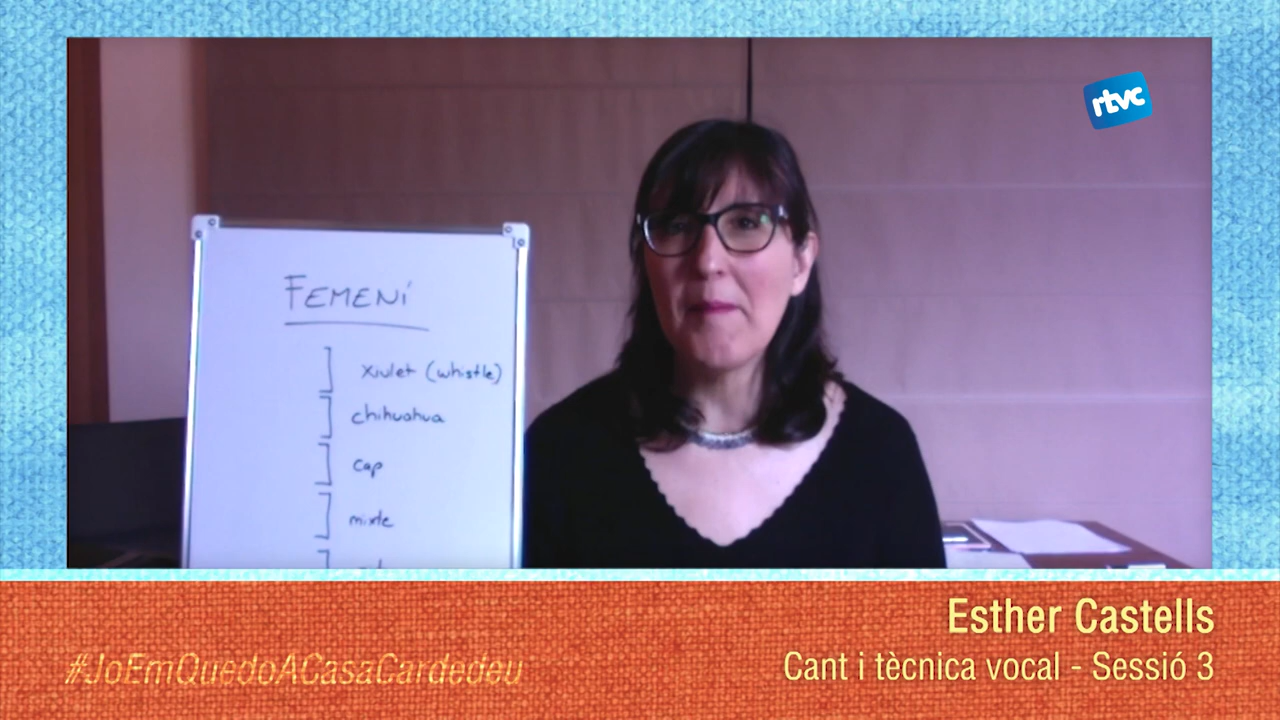 rtvc
FEMENÍ
xiulet (whistle)
chihuahua
cap
mixte
Esther Castells
#JoEmQuedoACasaCardedeu
Cant i tècnica vocal - Sessió 3